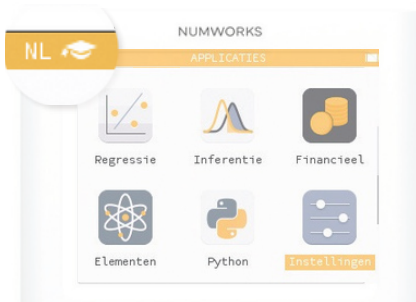 NUMWORKS
NL
APPLICATIES
Regressie Inferentie Financieel
Elementen Python Instellingen